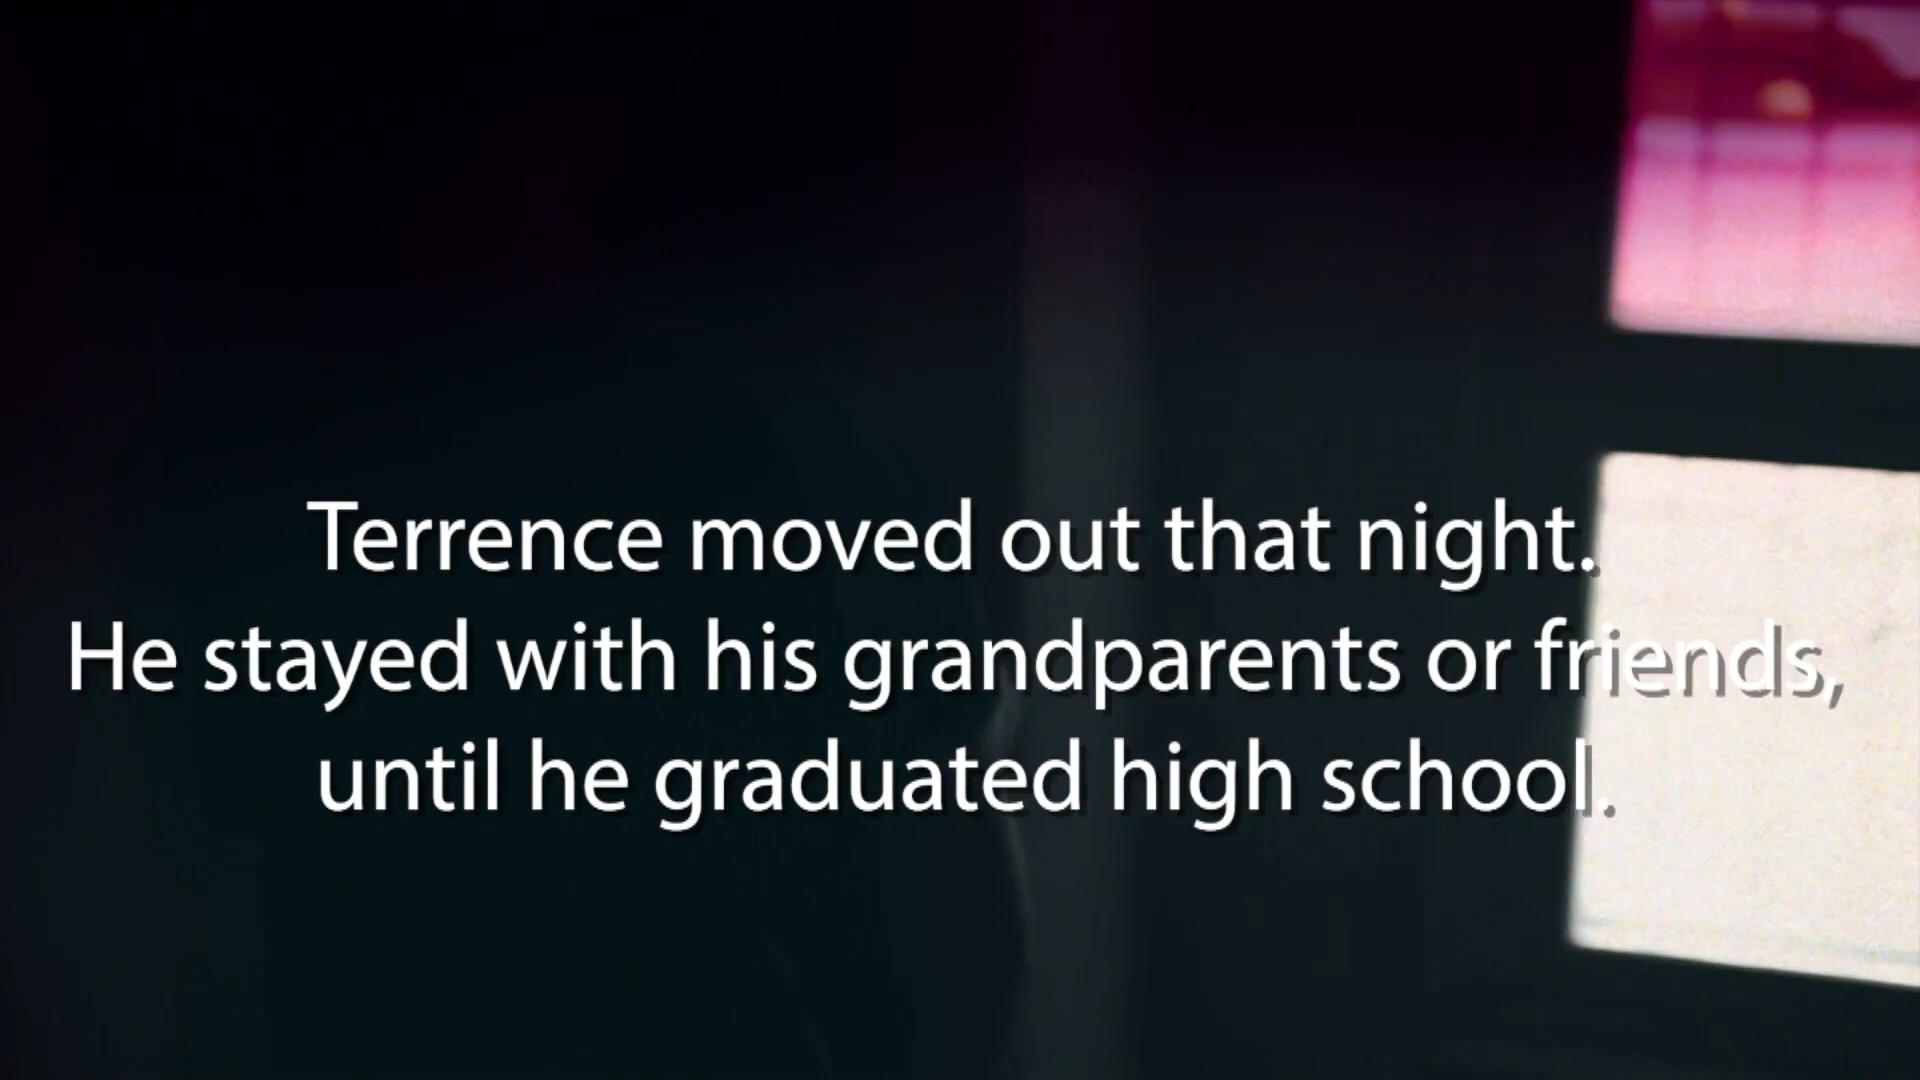 Terrence moved out that night.
He stayed with his grandparents or friends,
until he graduated high school.